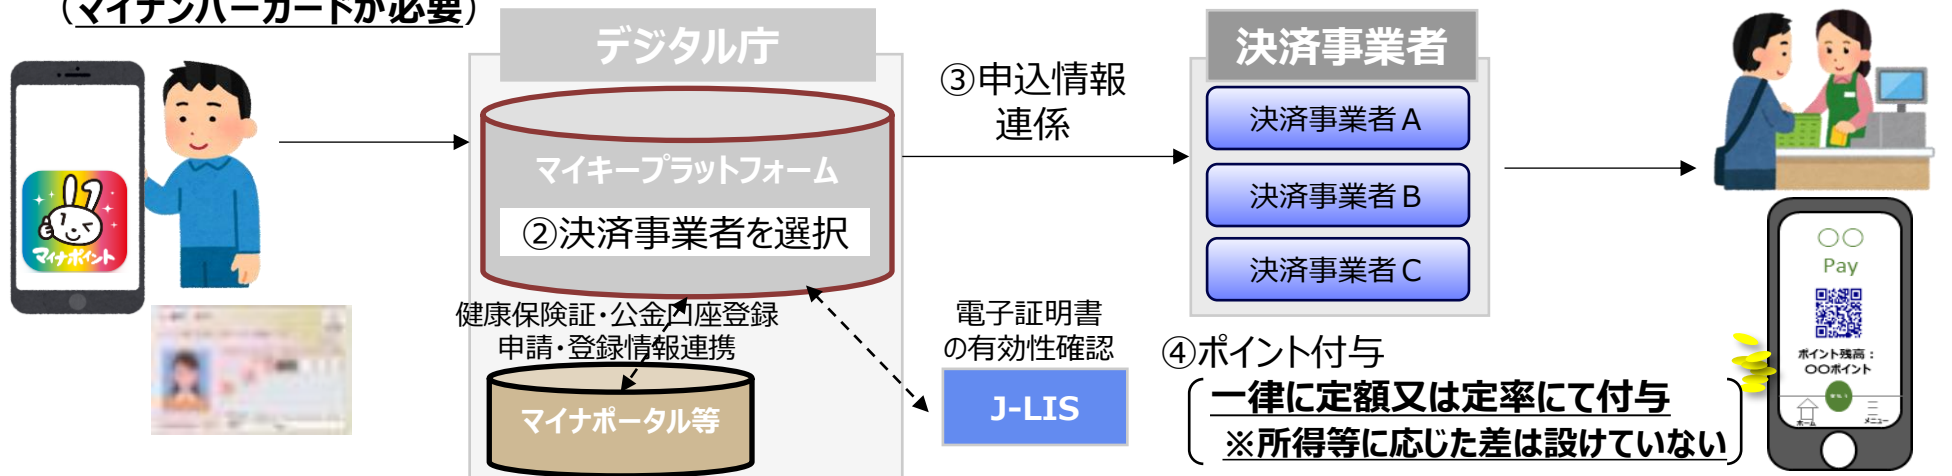 （マイナンバーカードが必要）
マイナポイント
デジタル庁
マイキープラットフォーム
②決済事業者を選択
健康保険証・公金口座登録
申請・登録情報連携
マイナポータル等
③申込情報
連係
電子証明書
の有効性確認
J-LIS
決済事業者
決済事業者A
決済事業者B
決済事業者C
④ポイント付与
一律に定額又は定率にて付与
※所得等に応じた差は設けていない
〇〇
Pay
ポイント残高：
〇〇ポイント
ホーム
メニュー